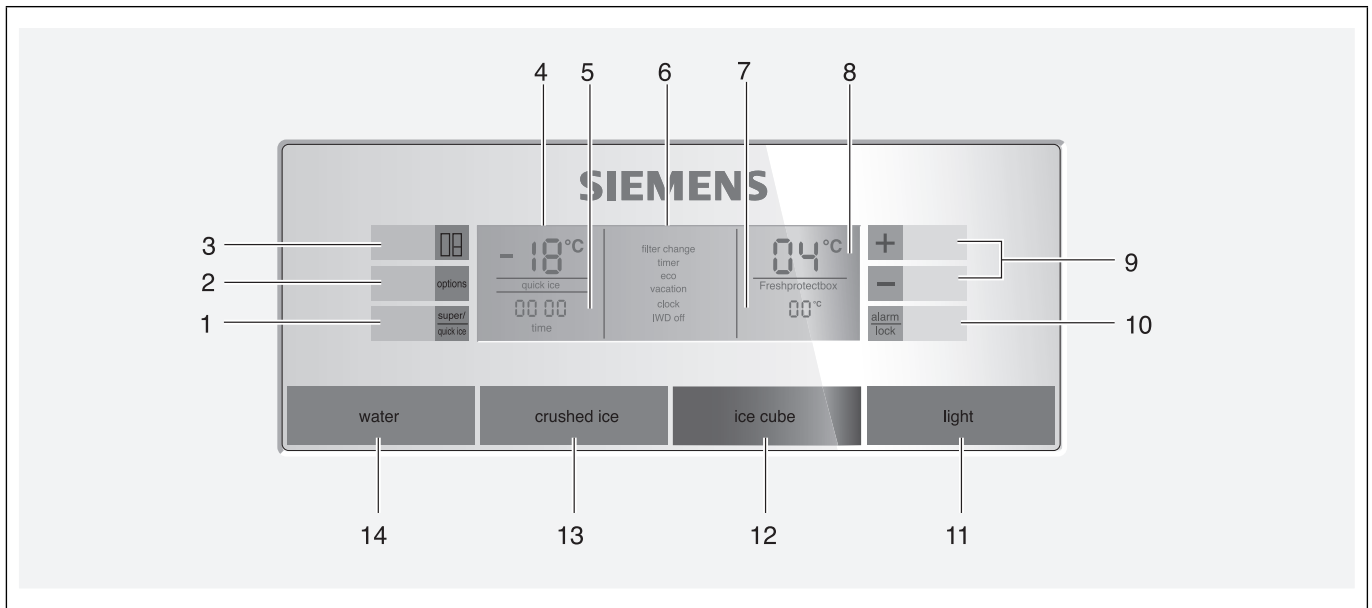 4 5 6 7 8
SIEMENS
3
2
options
1
super/
quick ice
- 18°C
quick ice
00 00
time
filter change
timer
eco
vacation
clock
IWD off
04°C
Freshprotectbox
00°C
+
−
9
alarm
lock
10
water crushed ice ice cube light
14 13 12 11